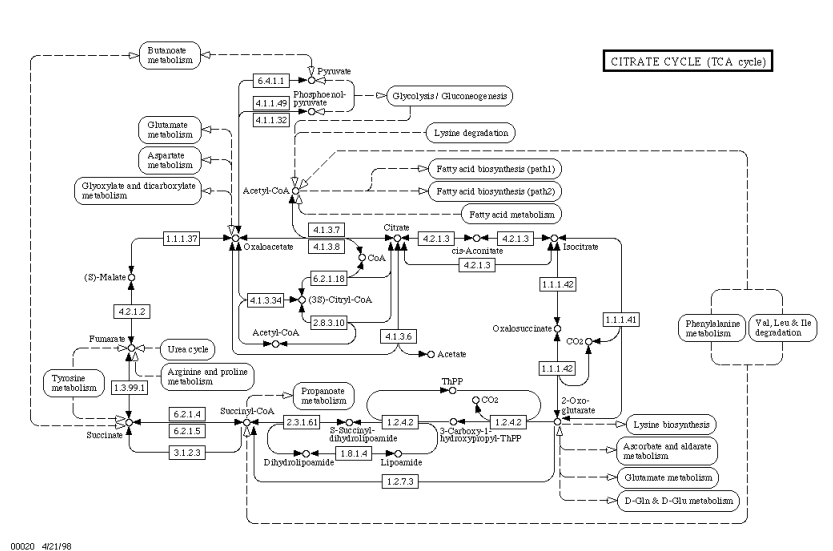 Butanoate
metabolism
CITRATE CYCLE (TCA cycle)
Pyruvate
6.4.1.1
Phosphoenol-
pyruvate
4.1.1.49
4.1.1.32
Glycolysis / Gluconeogenesis
Glutamate
metabolism
Lysine degradation
Aspartate
metabolism
Fatty acid biosynthesis (path1)
Glyoxylate and dicarboxylate
metabolism
Acetyl-CoA
Fatty acid biosynthesis (path2)
Fatty acid metabolism
1.1.1.37
Oxaloacetate
4.1.3.7
4.1.3.8
Citrate
4.2.1.3
cis-Aconitate
4.2.1.3
Isocitrate
4.2.1.3
CoA
(S)-Malate
6.2.1.18
1.1.1.42
4.1.3.34
(3S)-Citryl-CoA
4.2.1.2
2.8.3.10
1.1.1.41
Oxalosuccinate
Phenylalanine
metabolism
Val, Leu & Ile
degradation
Fumarate
Acetyl-CoA
4.1.3.6
CO2
Urea cycle
Acetate
1.1.1.42
Arginine and proline
metabolism
Tyrosine
metabolism
1.3.99.1
Propanoate
metabolism
ThPP
CO2
2-Oxo-
glutarate
6.2.1.4
6.2.1.5
Succinyl-CoA
2.3.1.61
1.2.4.2
1.2.4.2
Lysine biosynthesis
Succinate
S-Succinyl-
dihydrolipoamide
3-Carboxy-1-
hydroxypropyl-ThPP
3.1.2.3
1.8.1.4
Dihydrolipoamide
Lipoamide
Ascorbate and aldarate
metabolism
1.2.7.3
Glutamate metabolism
D-Gln & D-Glu metabolism
00020 4/21/98